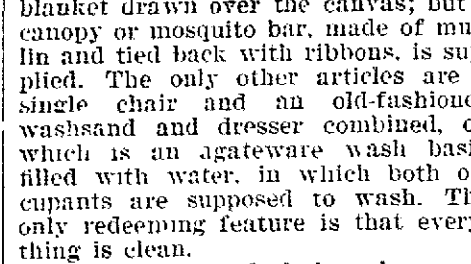 blanket drawn over the canvas; but
canopy or mosquito bar, made of mu
lin and tied back with ribbons, is su
plied. The only other articles are
single chair and an old-fashione
washsand and dresser combined, o
which is an agateware wash basi
filled with water, in which both o
cupants are supposed to wash. Th
only redeeming feature is that every
thing is clean.